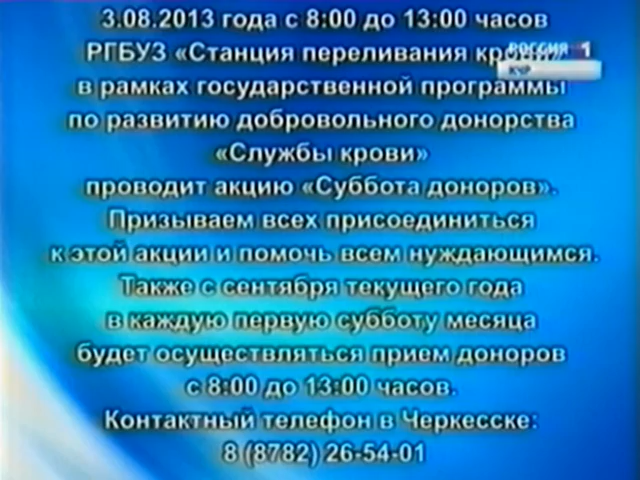 3.08.2013 года с 8:00 до 13:00 часов
РГБУЗ «Станция переливания крови»
РОССИЯ 1
КЧР
в рамках государственной программы
по развитию добровольного донорства
«Службы крови»
проводит акцию «Суббота доноров».
Призываем всех присоединиться
к этой акции и помочь всем нуждающимся.
Также с сентября текущего года
в каждую первую субботу месяца
будет осуществляться прием доноров
с 8:00 до 13:00 часов.
Контактный телефон в Черкесске:
8 (8782) 26-54-01